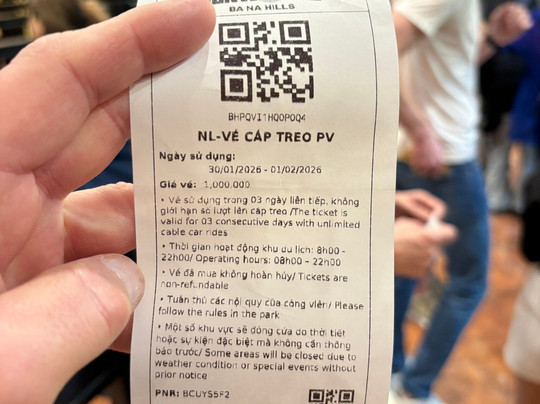 BA NA HILLS
BHPQVI1HQ0P0Q4
NL-VÉ CÁP TREO PV
Ngày sử dụng:
30/01/2026 - 01/02/2026
Giá vé: 1,000,000
• Vé sử dụng trong 03 ngày liên tiếp, không
giới hạn số lượt lên cáp treo /The ticket is
valid for 03 consecutive days with unlimited
cable car rides
• Thời gian hoạt động khu du lịch: 8h00 -
22h00/ Operating hours: 08h00 - 22h00
• Vé đã mua không hoàn hủy/ Tickets are
non-refundable
• Tuân thủ các nội quy của công viên/ Please
follow the rules in the park
• Một số khu vực sẽ đóng cửa do thời tiết
hoặc sự kiện đặc biệt mà không cần thông
báo trước/ Some areas will be closed due to
weather condition or special events without
prior notice
PNR: BCUYS5F2